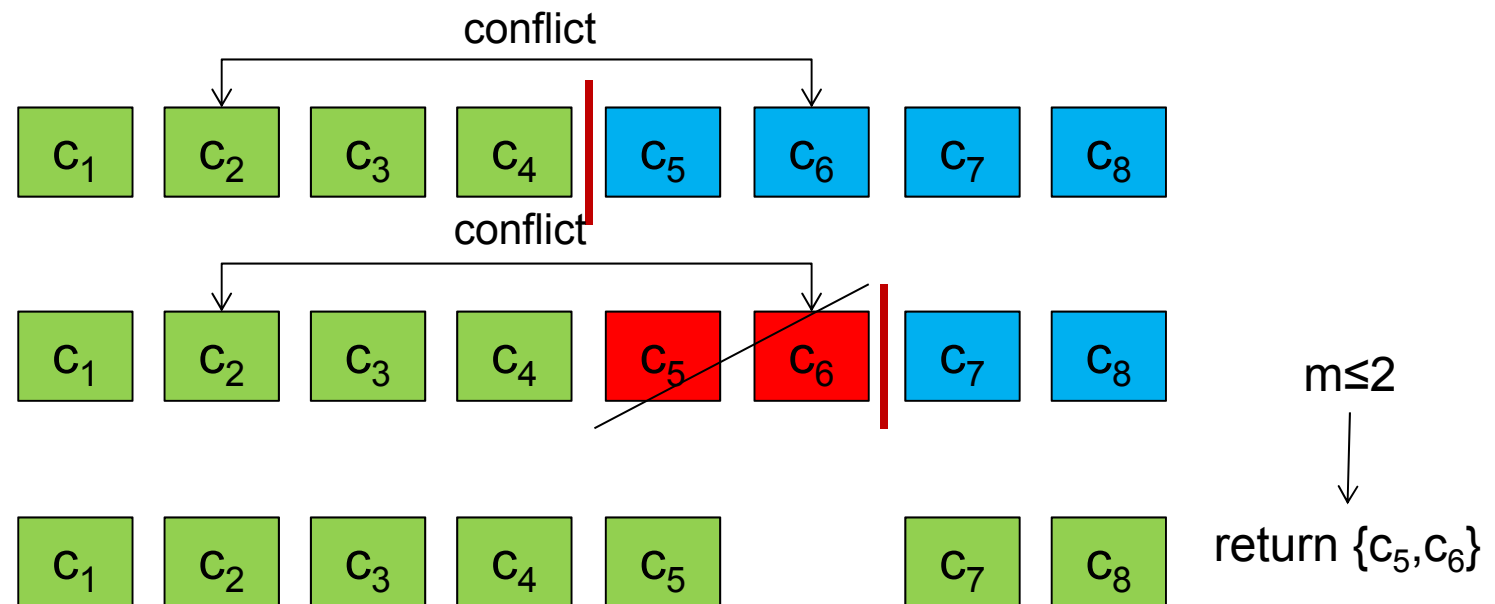 conflict
c₁ c₂ c₃ c₄ c₅ c₆ c₇ c₈
conflict
c₁ c₂ c₃ c₄ c₅ c₆ c₇ c₈
m≤2
c₁ c₂ c₃ c₄ c₅ c₇ c₈
return {c₅,c₆}